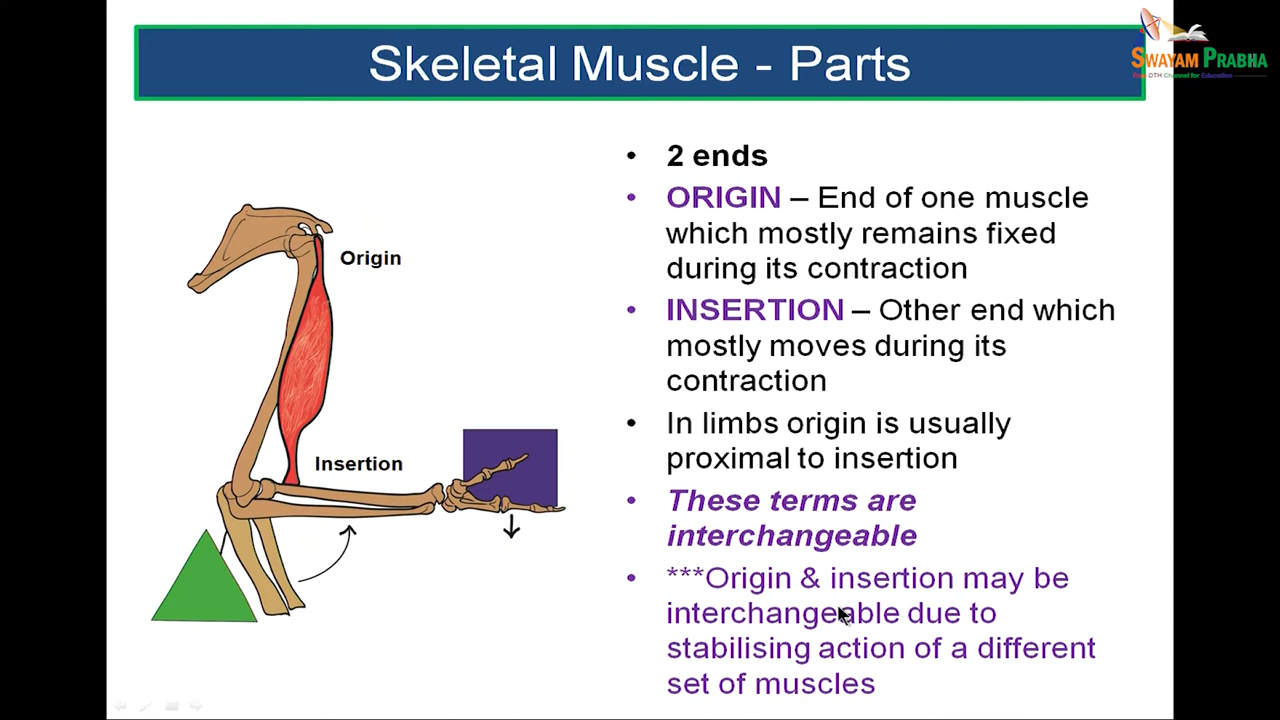 Skeletal Muscle - Parts
SWAYAM PRABHA
Free DTH Channel for Education
Origin
Insertion
• 2 ends
• ORIGIN – End of one muscle
which mostly remains fixed
during its contraction
• INSERTION – Other end which
mostly moves during its
contraction
• In limbs origin is usually
proximal to insertion
• These terms are
interchangeable
• ***Origin & insertion may be
interchangeable due to
stabilising action of a different
set of muscles